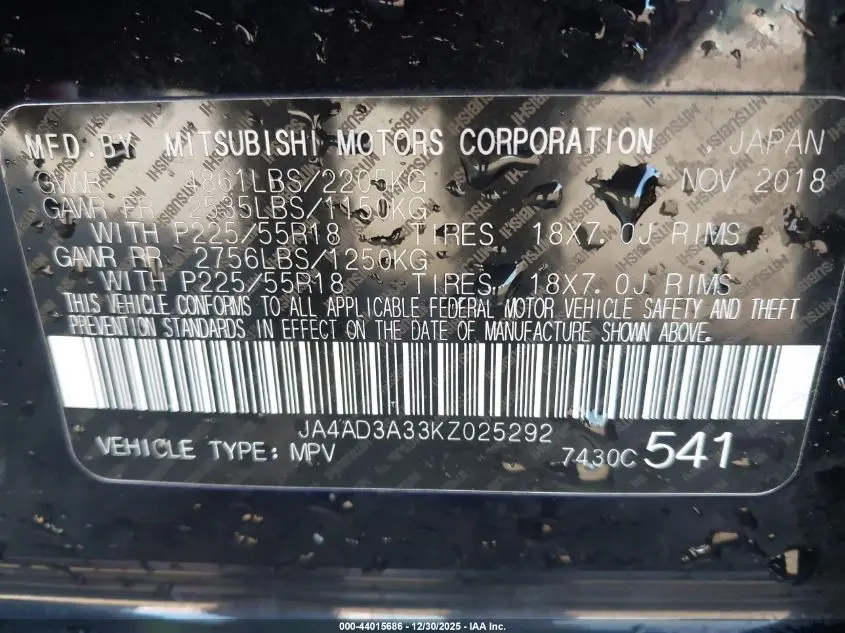 MFD.BY MITSUBISHI MOTORS CORPORATION , JAPAN
GVWR 4861LBS/2205KG NOV 2018
GAWR FR 2535LBS/1150KG
WITH P225/55R18 TIRES, 18X7.0J RIMS
GAWR RR 2756LBS/1250KG
WITH P225/55R18 TIRES, 18X7.0J RIMS
THIS VEHICLE CONFORMS TO ALL APPLICABLE FEDERAL MOTOR VEHICLE SAFETY AND THEFT
PREVENTION STANDARDS IN EFFECT ON THE DATE OF MANUFACTURE SHOWN ABOVE.
JA4AD3A33KZ025292
VEHICLE TYPE: MPV 7430C 541
000-44015686 - 12/30/2025 - IAA Inc.